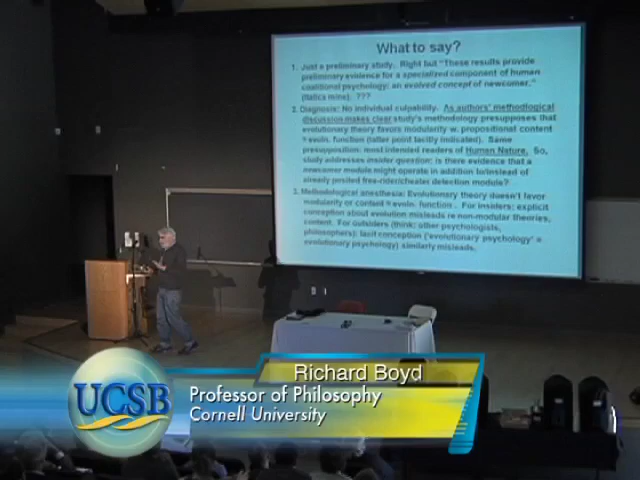 What to say?
1. Just a preliminary study. Right but "These results provide
preliminary evidence for a specialized component of human
coalitional psychology: an evolved concept of newcomer."
(Italics mine). ???
2. Diagnosis: No individual culpability. As authors' methodlogical
discussion makes clear study's methodology presupposes that
evolutionary theory favors modularity w. propositional content
evoln. function (latter point tacitly indicated). Same
presupposition: most intended readers of Human Nature. So,
study addresses insider question: is there evidence that a
newcomer module might operate in addition to/instead of
already posited free-rider/cheater detection module?
3. Methodological anesthesia: Evolutionary theory doesn't favor
modularity or content evoln. function. For insiders: explicit
conception about evolution misleads re non-modular theories,
content. For outsiders (think: other psychologists,
philosophers): tacit conception ('evolutionary psychology' =
evolutionary psychology) similarly misleads.
UCSB
Richard Boyd
Professor of Philosophy
Cornell University